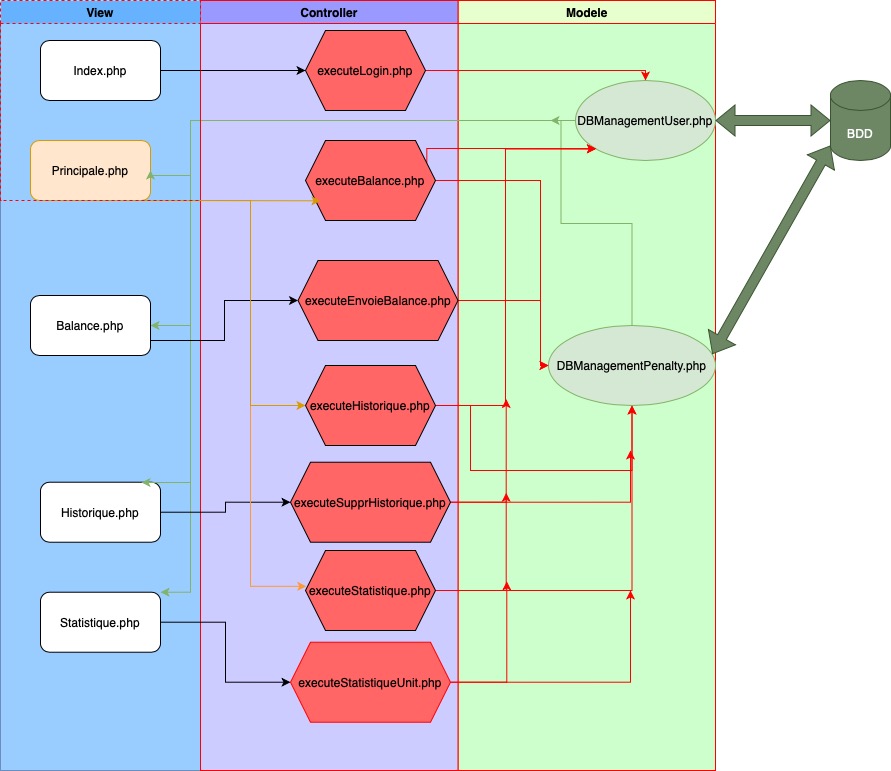 View
Controller
Modele
Index.php
executeLogin.php
DBManagementUser.php
BDD
Principale.php
executeBalance.php
executeEnvoieBalance.php
Balance.php
DBManagementPenalty.php
executeHistorique.php
executeSupprHistorique.php
Historique.php
executeStatistique.php
Statistique.php
executeStatistiqueUnit.php